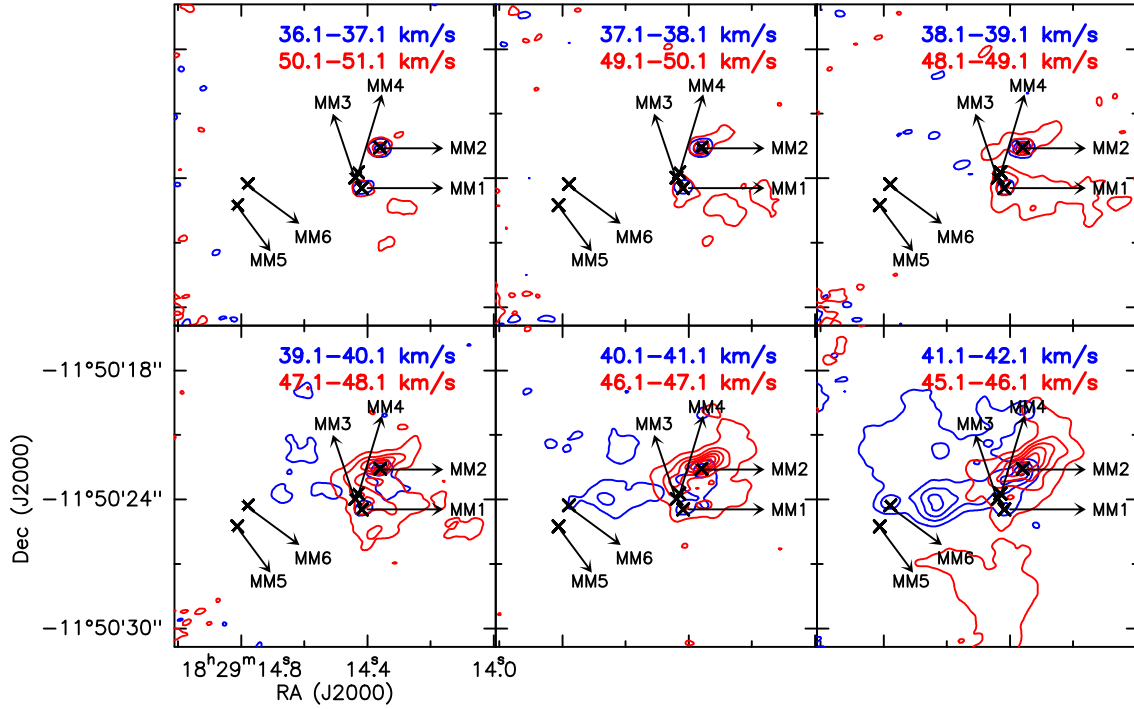 36.1–37.1 km/s
50.1–51.1 km/s
MM4
MM3
MM2
MM1
MM6
MM5
37.1–38.1 km/s
49.1–50.1 km/s
MM4
MM3
MM2
MM1
MM6
MM5
38.1–39.1 km/s
48.1–49.1 km/s
MM4
MM3
MM2
MM1
MM6
MM5
39.1–40.1 km/s
47.1–48.1 km/s
MM4
MM3
MM2
MM1
MM6
MM5
40.1–41.1 km/s
46.1–47.1 km/s
MM4
MM3
MM2
MM1
MM6
MM5
41.1–42.1 km/s
45.1–46.1 km/s
MM4
MM3
MM2
MM1
MM6
MM5
−11°50'18"
−11°50'24"
−11°50'30"
Dec (J2000)
18ʰ29ᵐ14ˢ.8 14ˢ.4 14ˢ.0
RA (J2000)